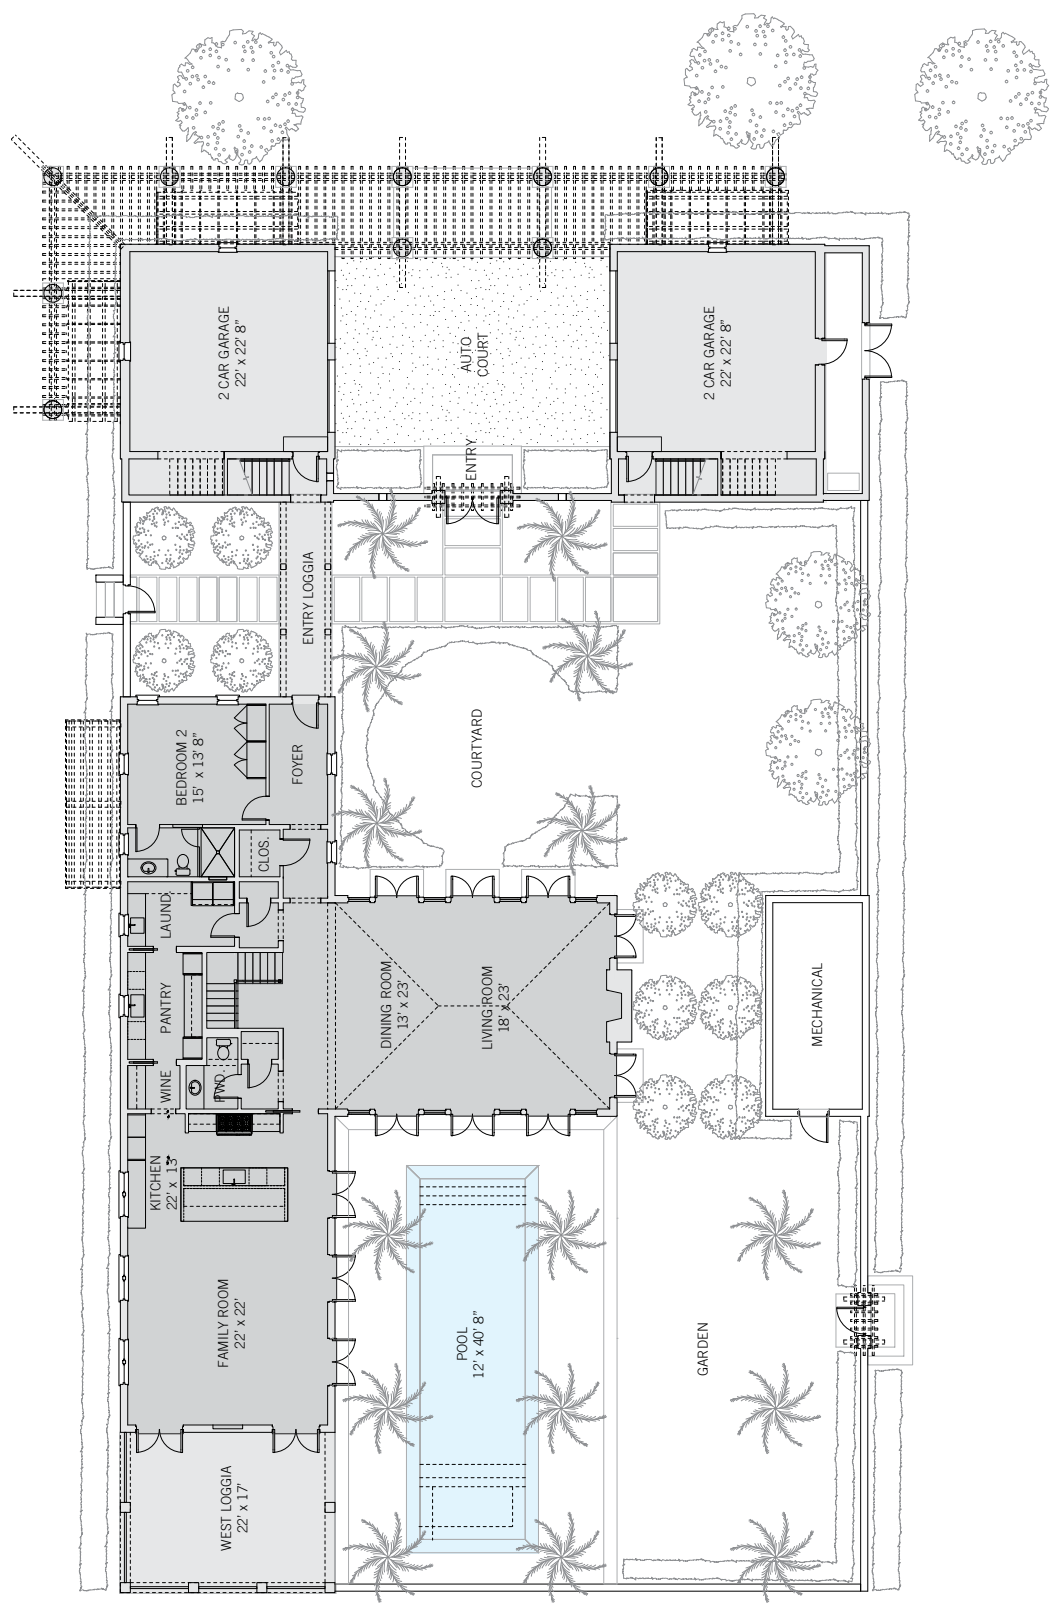 2 CAR GARAGE
22' x 22' 8"
AUTO
COURT
2 CAR GARAGE
22' x 22' 8"
ENTRY
ENTRY LOGGIA
BEDROOM 2
15' x 13' 8"
FOYER
COURTYARD
CLOS.
LAUND.
PANTRY
DINING ROOM
13' x 23'
LIVING ROOM
18' x 23'
MECHANICAL
WINE
PWD.
KITCHEN
22' x 13'
FAMILY ROOM
22' x 22'
POOL
12' x 40' 8"
GARDEN
WEST LOGGIA
22' x 17'